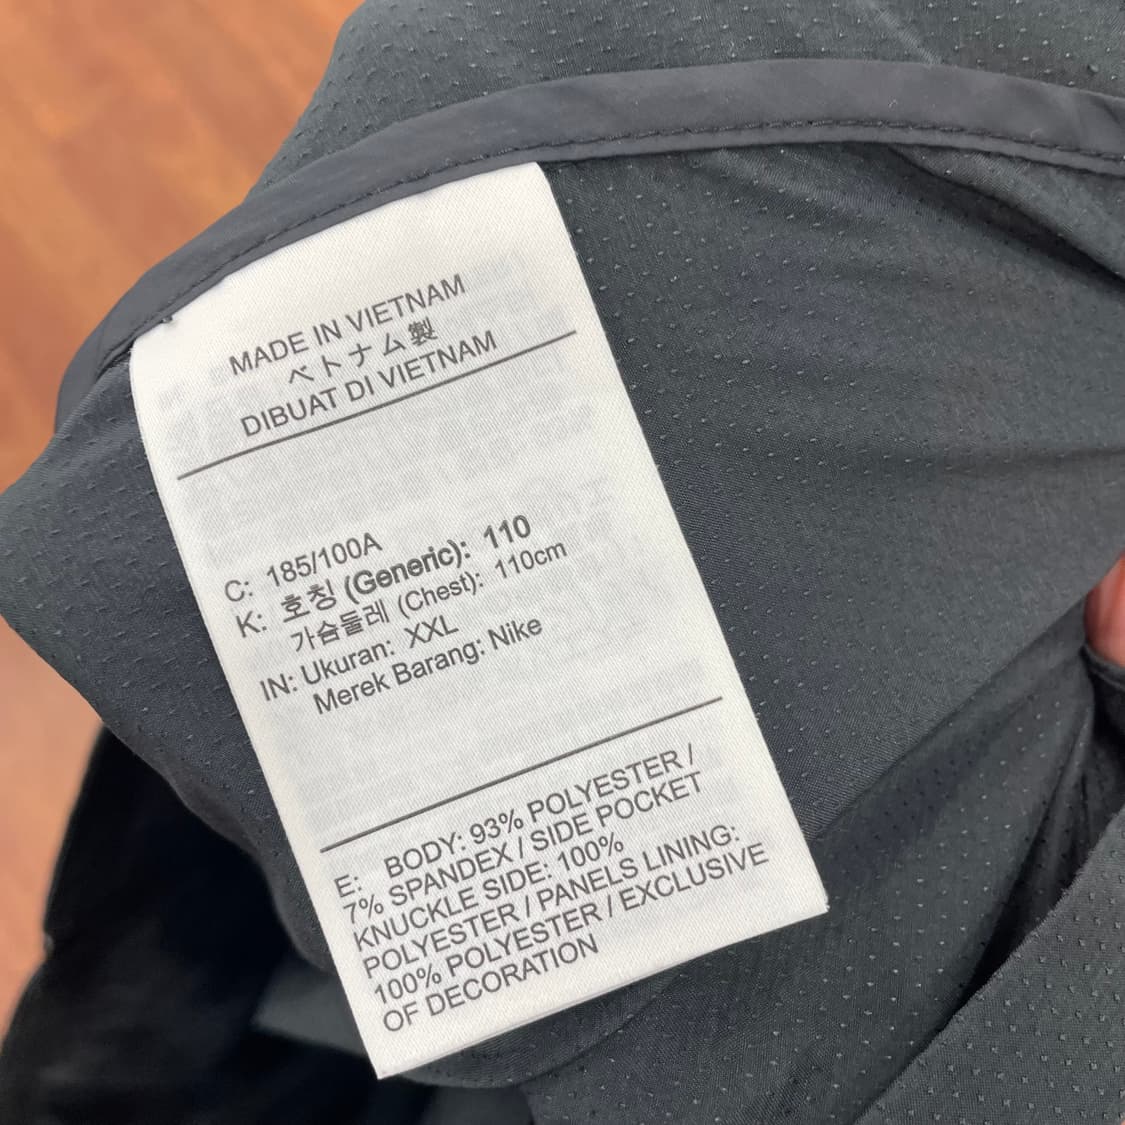 MADE IN VIETNAM
ベトナム製
DIBUAT DI VIETNAM
C: 185/100A
K: 호칭 (Generic): 110
가슴둘레 (Chest): 110cm
IN: Ukuran: XXL
Merek Barang: Nike
E: BODY: 93% POLYESTER /
7% SPANDEX / SIDE POCKET
KNUCKLE SIDE: 100%
POLYESTER / PANELS LINING:
100% POLYESTER / EXCLUSIVE
OF DECORATION